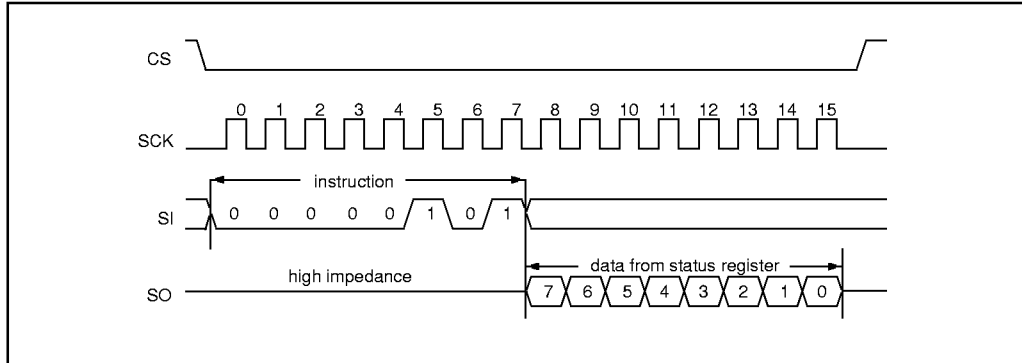 CS
0 1 2 3 4 5 6 7 8 9 10 11 12 13 14 15
SCK
instruction
SI 0 0 0 0 0 1 0 1
high impedance
data from status register
SO 7 6 5 4 3 2 1 0